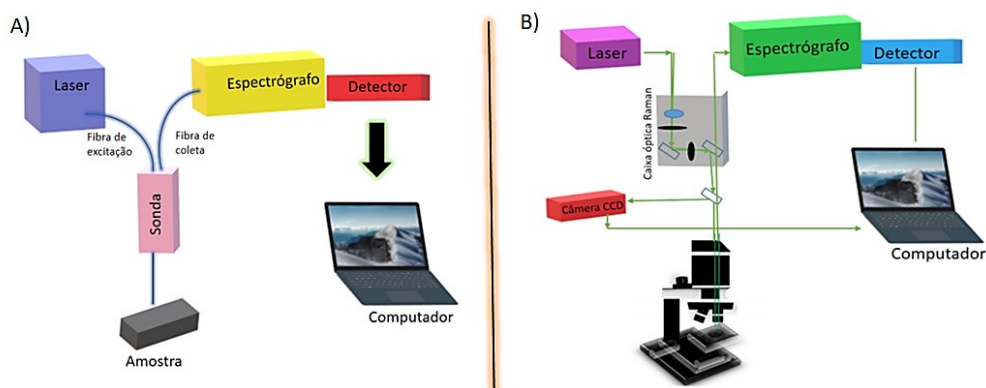 A)
Laser
Espectrógrafo
Detector
Fibra de
excitação
Fibra de
coleta
Sonda
Amostra
Computador
B)
Laser
Espectrógrafo
Detector
Caixa óptica Raman
Câmera CCD
Computador